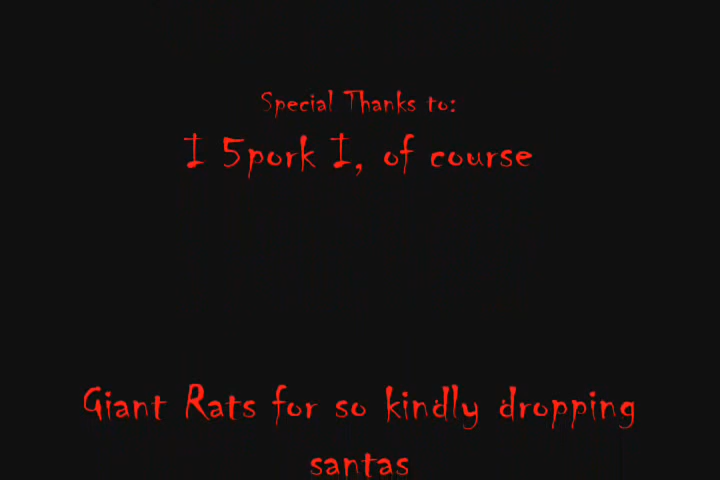 Special Thanks to:
I 5pork I, of course
Giant Rats for so kindly dropping
santas